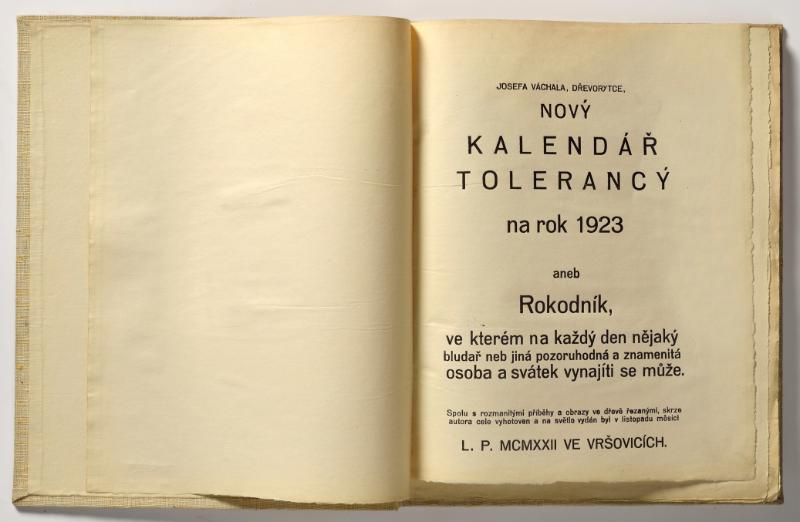 JOSEFA VÁCHALA, DŘEVORYTCE,
NOVÝ
KALENDÁŘ
TOLERANCÝ
na rok 1923
aneb
Rokodník,
ve kterém na každý den nějaký
bludař neb jiná pozoruhodná a znamenitá
osoba a svátek vynajíti se může.
Spolu s rozmanitými příběhy a obrazy ve dřevě řezanými, skrze
autora cele vyhotoven a na světlo vydán byl v listopadu měsíci
L. P. MCMXXII VE VRŠOVICÍCH.